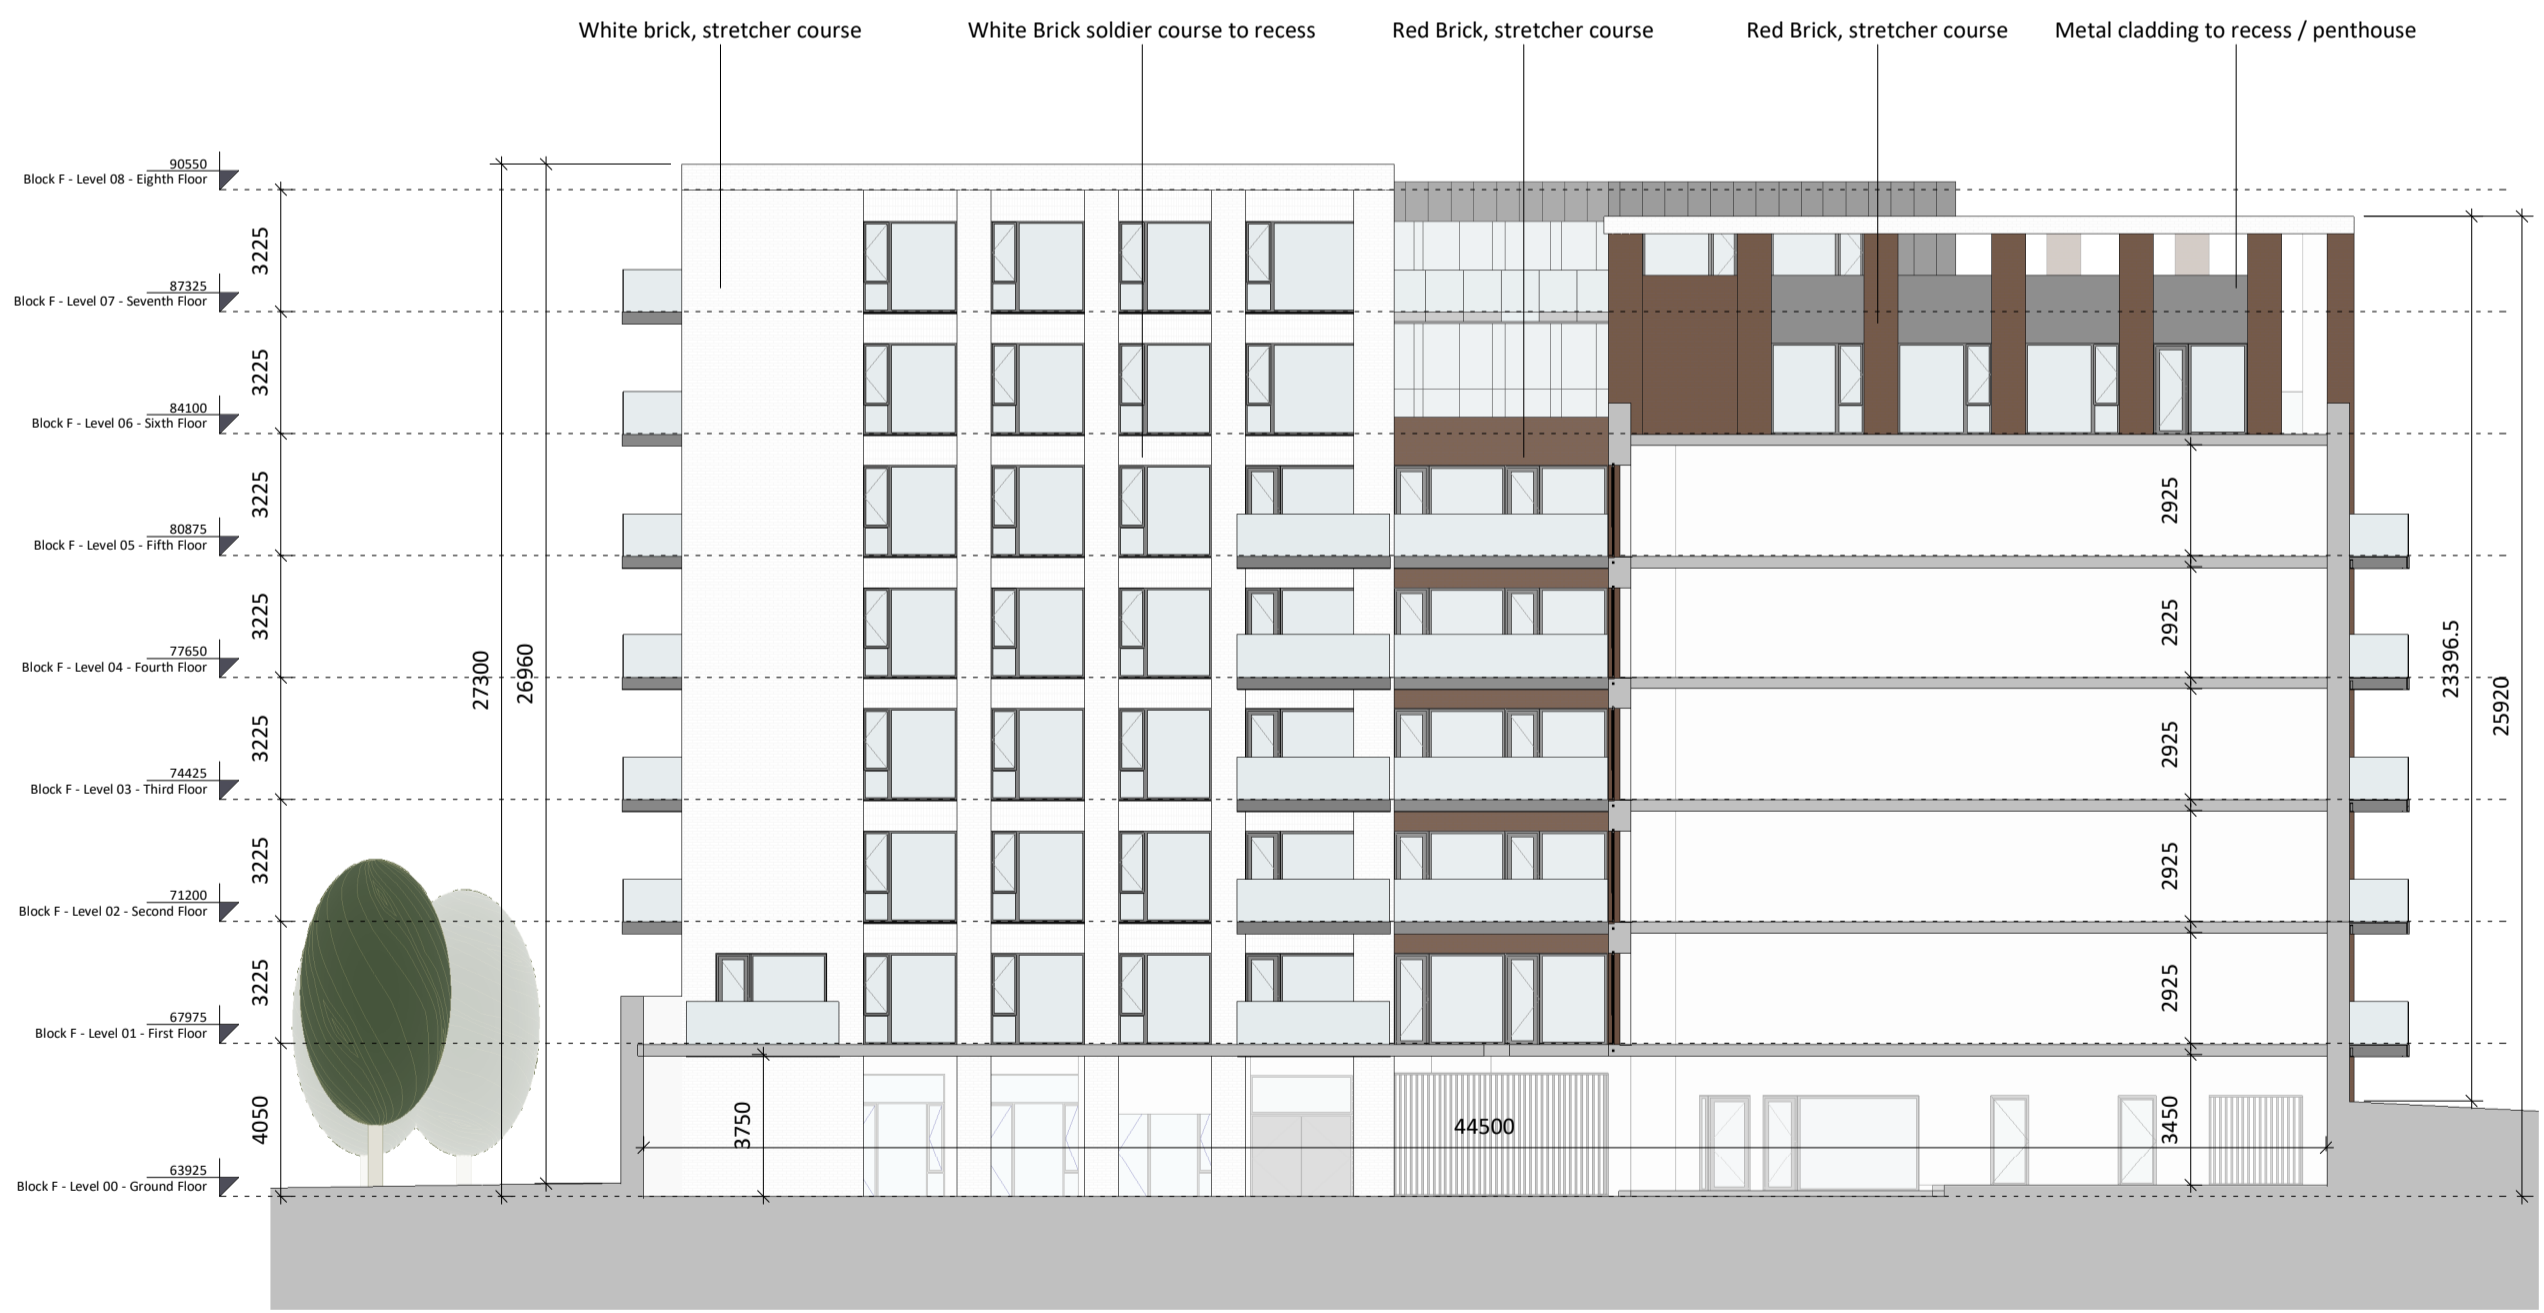 White brick, stretcher course
White Brick soldier course to recess
Red Brick, stretcher course
Red Brick, stretcher course
Metal cladding to recess / penthouse
90550
Block F - Level 08 - Eighth Floor
3225
87325
Block F - Level 07 - Seventh Floor
3225
84100
Block F - Level 06 - Sixth Floor
3225
80875
Block F - Level 05 - Fifth Floor
3225
77650
Block F - Level 04 - Fourth Floor
3225
74425
Block F - Level 03 - Third Floor
3225
71200
Block F - Level 02 - Second Floor
3225
67975
Block F - Level 01 - First Floor
4050
63925
Block F - Level 00 - Ground Floor
27300
26960
3750
44500
2925
2925
2925
2925
2925
3450
23396.5
25920